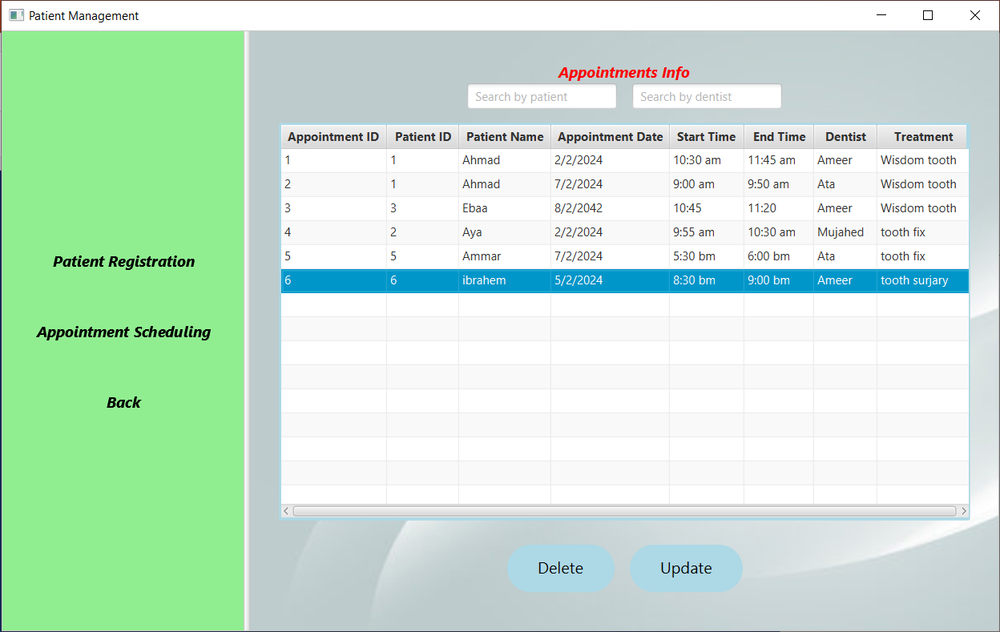 Patient Management
Appointments Info
Search by patient Search by dentist
Appointment ID Patient ID Patient Name Appointment Date Start Time End Time Dentist Treatment
1 1 Ahmad 2/2/2024 10:30 am 11:45 am Ameer Wisdom tooth
2 1 Ahmad 7/2/2024 9:00 am 9:50 am Ata Wisdom tooth
3 3 Ebaa 8/2/2042 10:45 11:20 Ameer Wisdom tooth
4 2 Aya 2/2/2024 9:55 am 10:30 am Mujahed tooth fix
5 5 Ammar 7/2/2024 5:30 bm 6:00 bm Ata tooth fix
6 6 ibrahem 5/2/2024 8:30 bm 9:00 bm Ameer tooth surjary
Patient Registration
Appointment Scheduling
Back
Delete Update